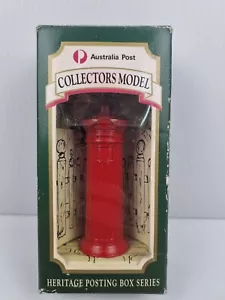 Australia Post
COLLECTORS MODEL
HERITAGE POSTING BOX SERIES